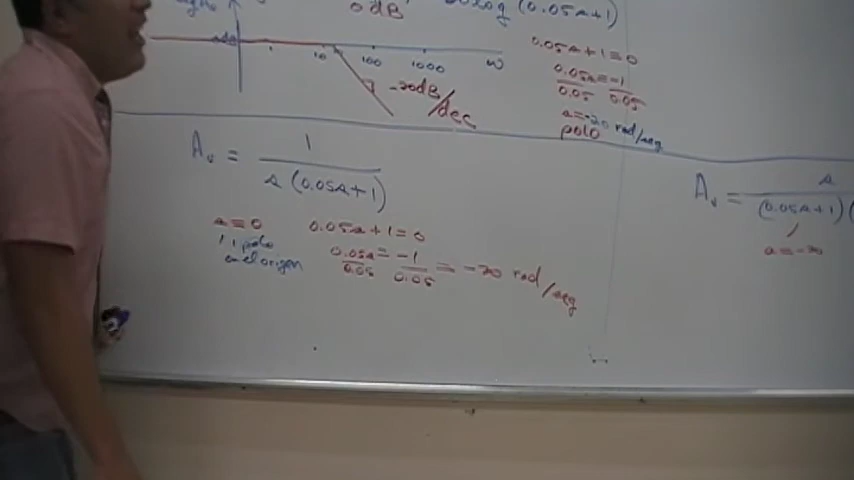 0 dB
(0.05s+1)
0.05s+1=0
0.05s=-1
0.05 0.05
s=-20 rad/seg
polo
10 100 1000 ω
-20dB/dec
Av = 1
s (0.05s+1)
s=0
1 polo
en el origen
0.05s+1=0
0.05s = -1 = -20 rad/seg
0.05 0.05
Av = s
(0.05s+1)(
s=-20